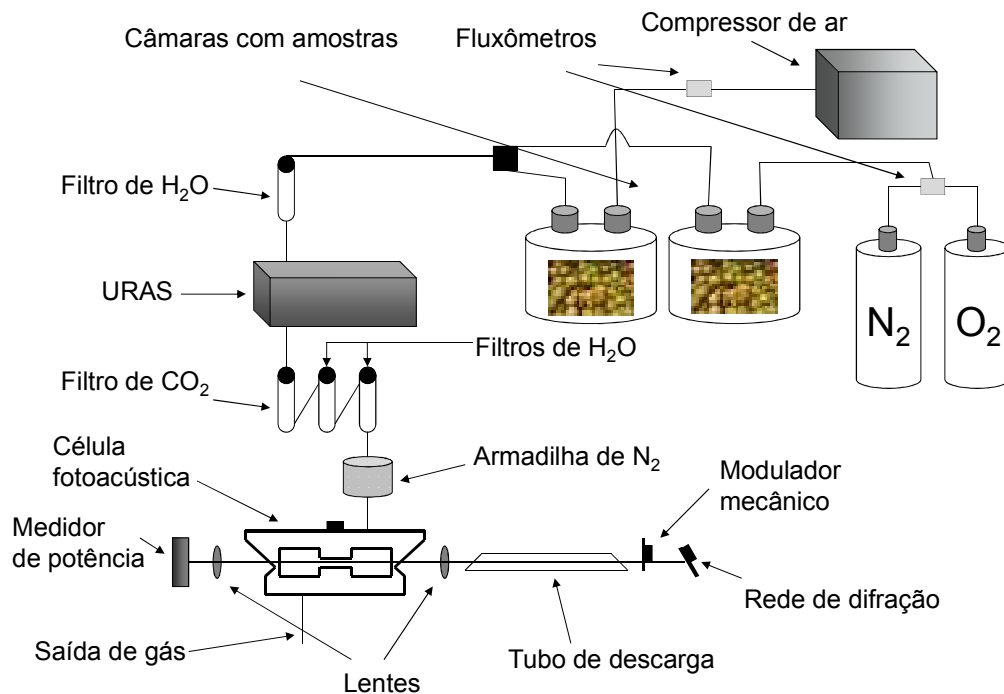 Compressor de ar
Câmaras com amostras
Fluxômetros
Filtro de H₂O
URAS
N₂
O₂
Filtros de H₂O
Filtro de CO₂
Célula
fotoacústica
Armadilha de N₂
Modulador
mecânico
Medidor
de potência
Rede de difração
Saída de gás
Tubo de descarga
Lentes